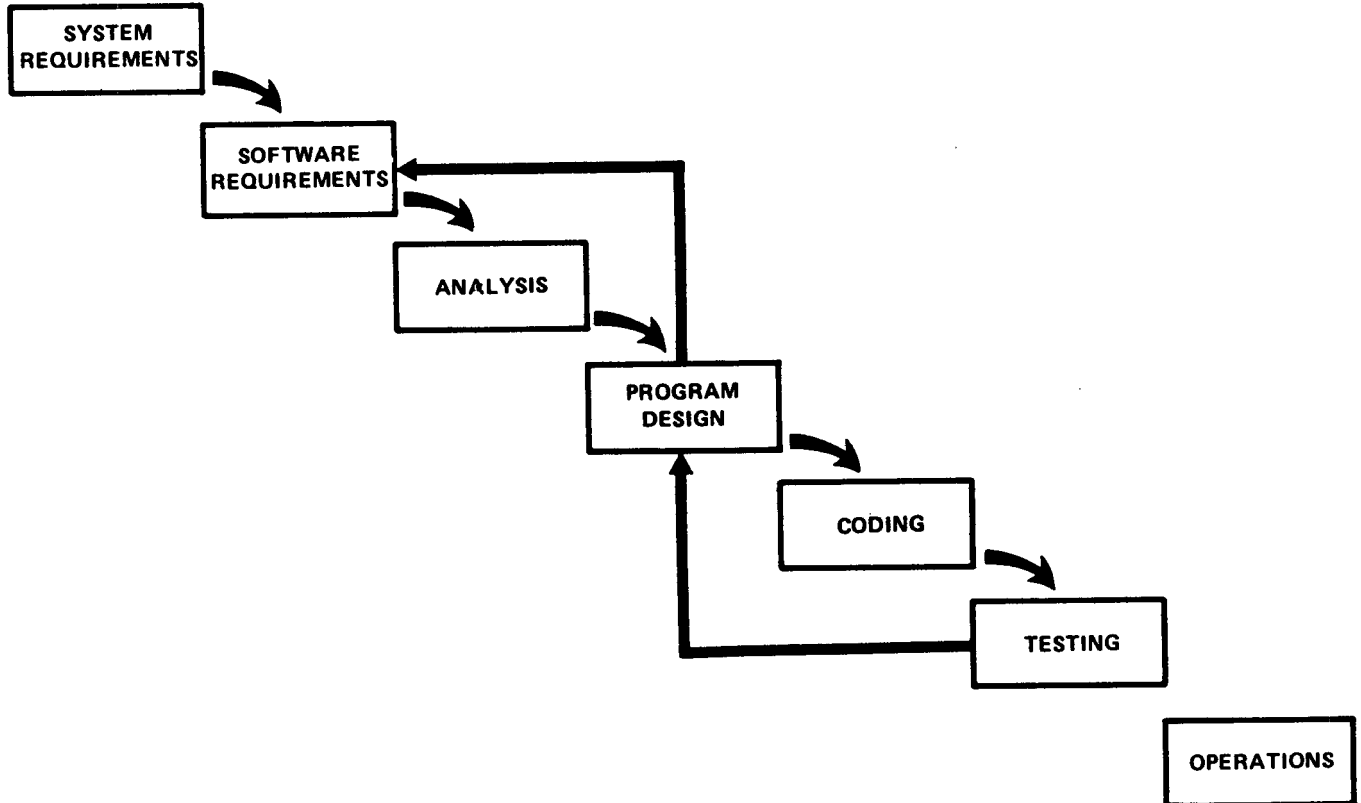 SYSTEM
REQUIREMENTS
SOFTWARE
REQUIREMENTS
ANALYSIS
PROGRAM
DESIGN
CODING
TESTING
OPERATIONS